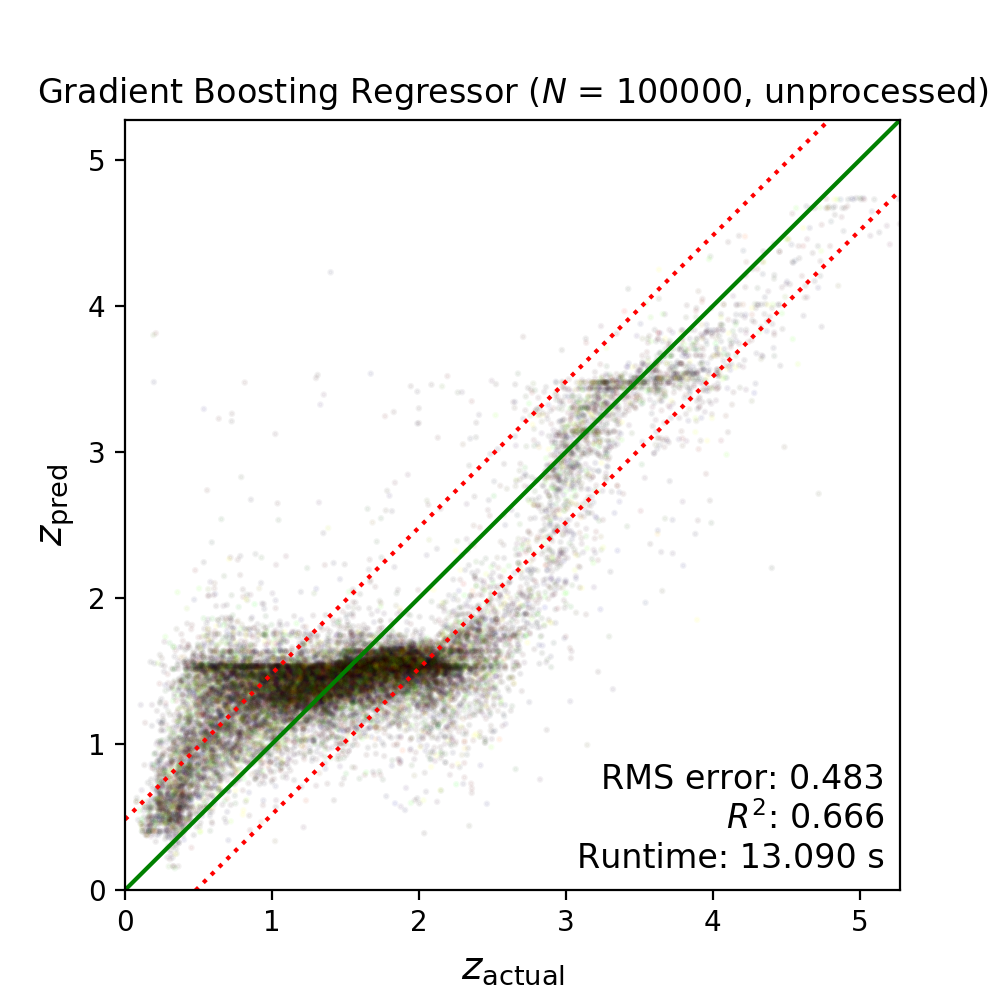 Gradient Boosting Regressor (N = 100000, unprocessed)
5
4
3
2
1
0
z_pred
RMS error: 0.483
R²: 0.666
Runtime: 13.090 s
0 1 2 3 4 5
z_actual